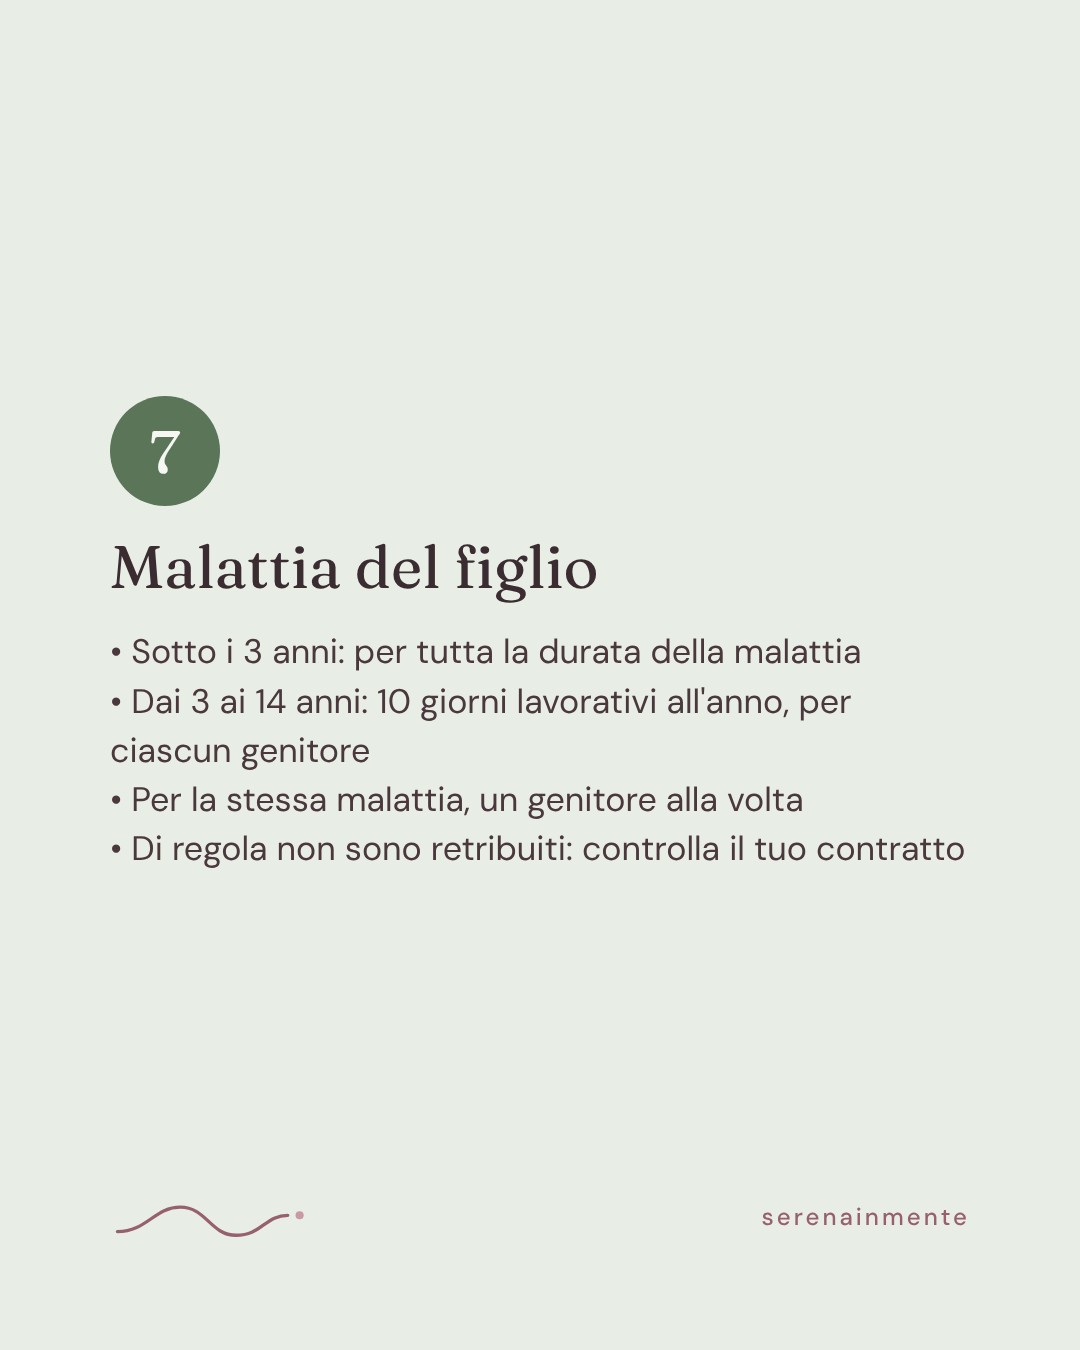 7
Malattia del figlio
• Sotto i 3 anni: per tutta la durata della malattia
• Dai 3 ai 14 anni: 10 giorni lavorativi all'anno, per
ciascun genitore
• Per la stessa malattia, un genitore alla volta
• Di regola non sono retribuiti: controlla il tuo contratto
serenainmente